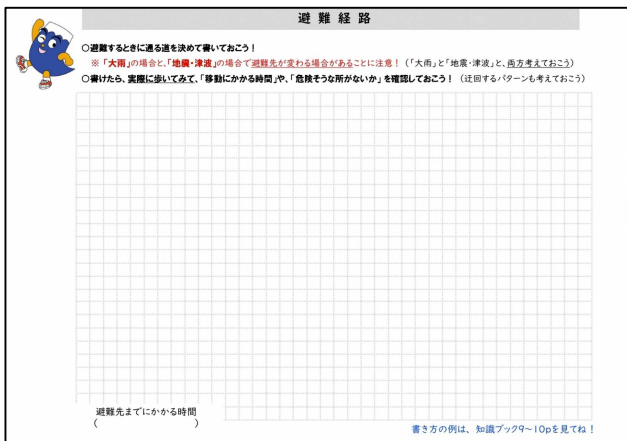 避難経路
○避難するときに通る道を決めて書いておこう！
※「大雨」の場合と、「地震・津波」の場合で避難先が変わる場合があることに注意！（「大雨」と「地震・津波」と、両方考えておこう）
○書けたら、実際に歩いてみて、「移動にかかる時間」や、「危険そうな所がないか」を確認しておこう！（迂回するパターンも考えておこう）
避難先までにかかる時間
（　　　　　　　　　）
書き方の例は、知識ブック9～10pを見てね！